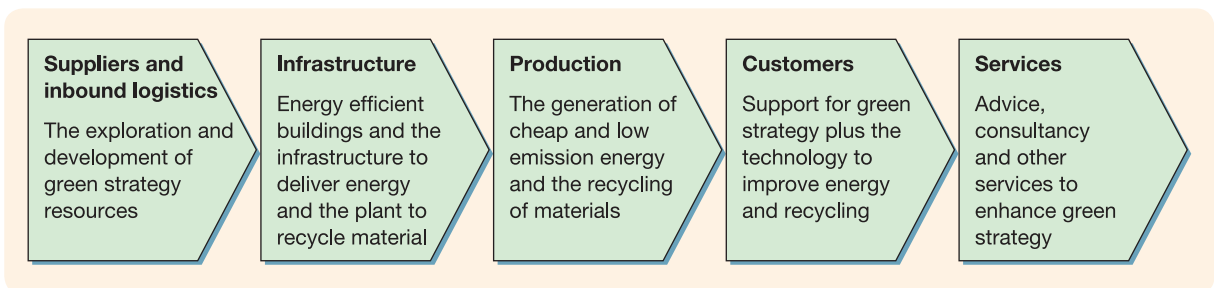 Suppliers and
inbound logistics
The exploration and
development of
green strategy
resources
Infrastructure
Energy efficient
buildings and the
infrastructure to
deliver energy
and the plant to
recycle material
Production
The generation of
cheap and low
emission energy
and the recycling
of materials
Customers
Support for green
strategy plus the
technology to
improve energy
and recycling
Services
Advice,
consultancy
and other
services to
enhance green
strategy